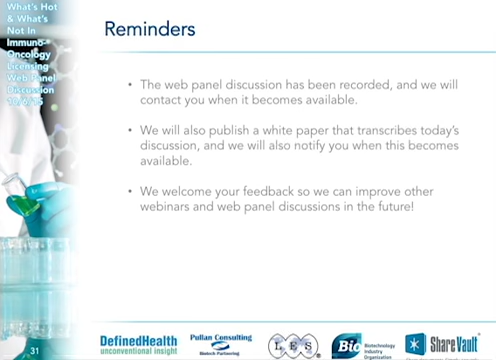 What's Hot
& What's
Not In
Immuno-
Oncology
Licensing
Web Panel
Discussion
10/6/15
Reminders
• The web panel discussion has been recorded, and we will
contact you when it becomes available.
• We will also publish a white paper that transcribes today's
discussion, and we will also notify you when this becomes
available.
• We welcome your feedback so we can improve other
webinars and web panel discussions in the future!
31
DefinedHealth
unconventional insight
Pullan Consulting
Biotech Partnering
LES®
Bio
Biotechnology
Industry
Organization
ShareVault®